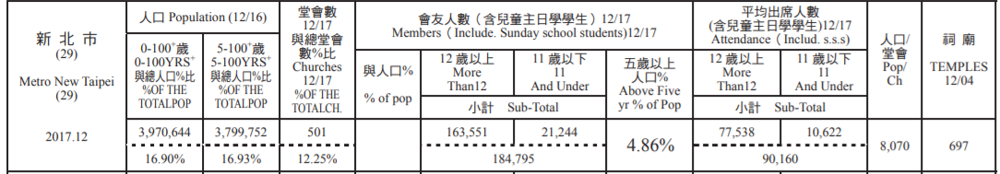 新 北 市
(29)
Metro New Taipei
(29)
人口 Population (12/16)
0-100⁺歲
0-100YRS⁺
與總人口%比
%OF THE
TOTALPOP
5-100⁺歲
5-100YRS⁺
與總人口%比
%OF THE
TOTALPOP
堂會數
12/17
與總堂會
數%比
Churches
12/17
%OF THE
TOTALCH.
會友人數（含兒童主日學學生）12/17
Members（Include. Sunday school students)12/17
與人口%
% of pop
12 歲以上
More
Than12
11 歲以下
11
And Under
小計 Sub-Total
五歲以上
人口%
Above Five
yr % of Pop
平均出席人數
(含兒童主日學學生)12/17
Attendance (Includ. s.s.s)
12 歲以上
More
Than12
11 歲以下
11
And Under
小計 Sub-Total
人口/
堂會
Pop/
Ch
祠 廟
TEMPLES
12/04
2017.12
3,970,644
3,799,752
501
163,551
21,244
4.86%
77,538
10,622
8,070
697
16.90%
16.93%
12.25%
184,795
90,160